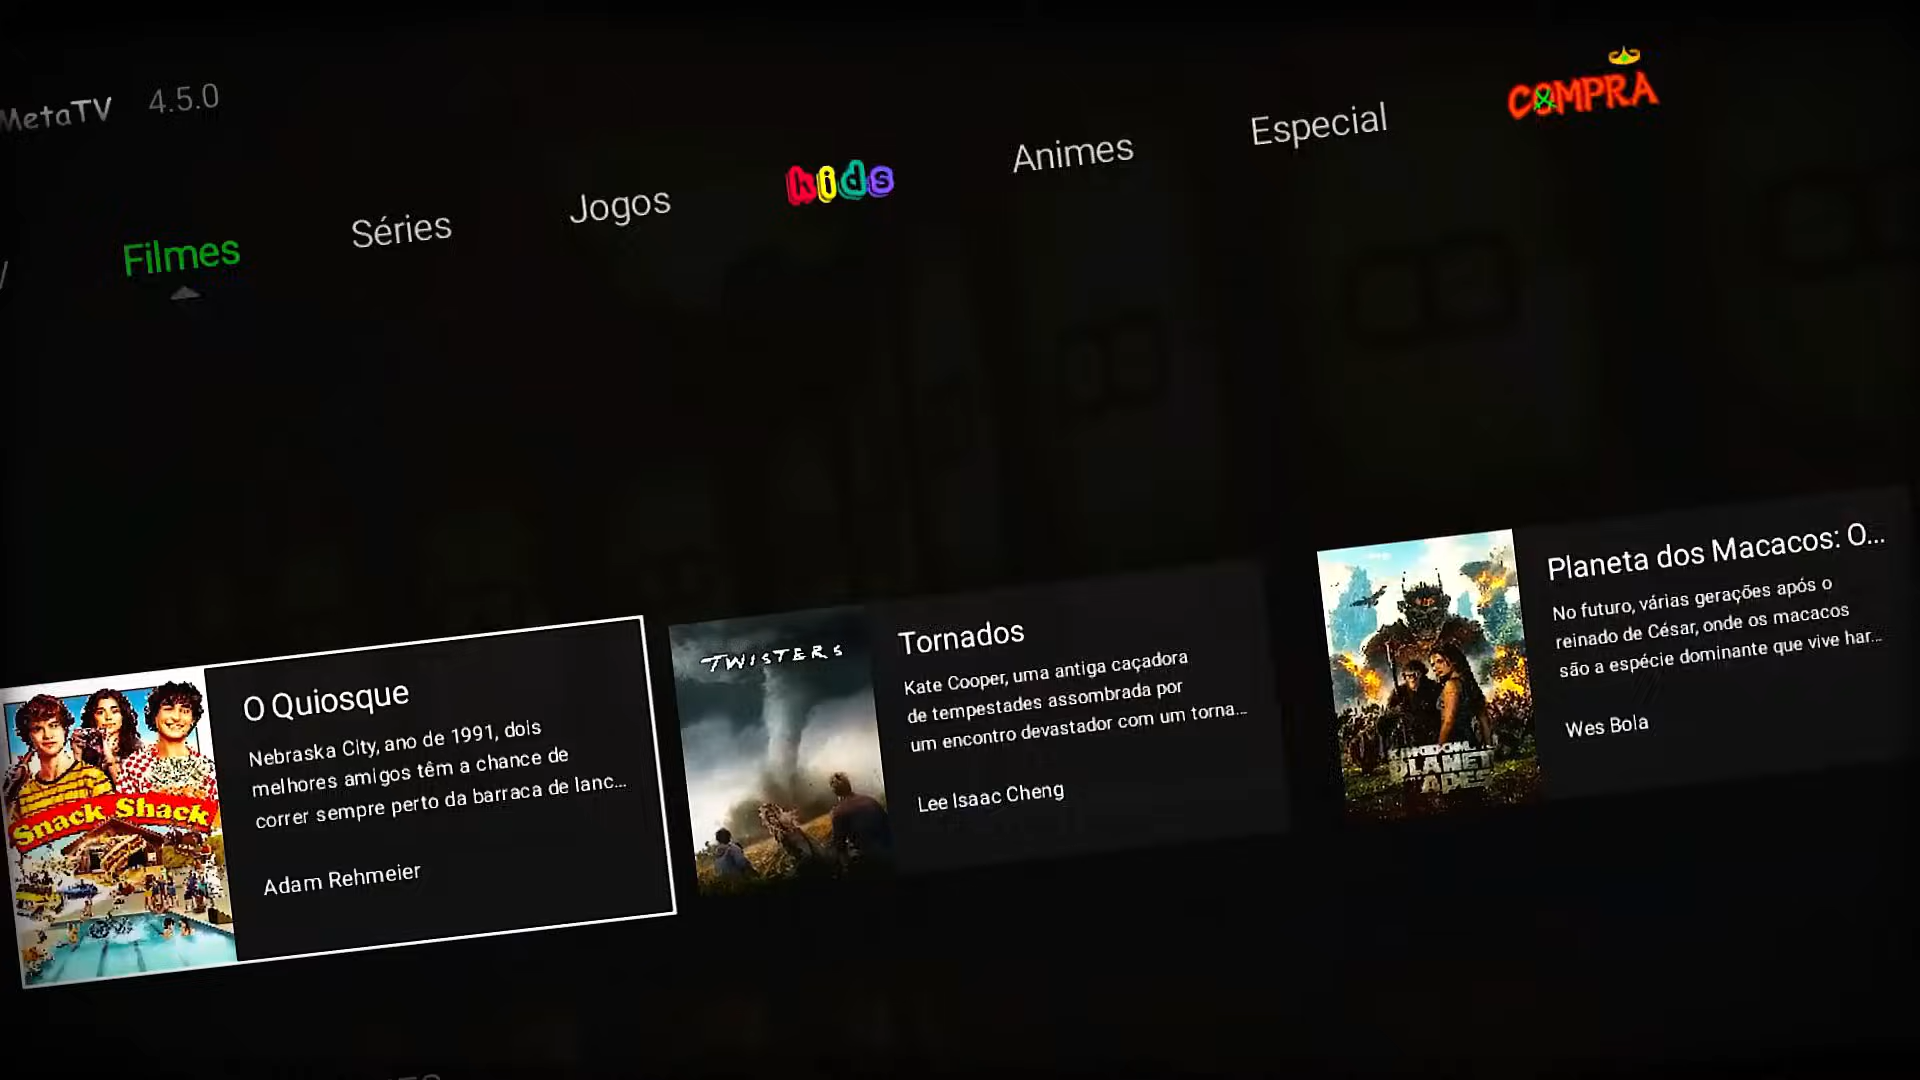 MetaTV 4.5.0
Filmes
Séries
Jogos
kids
Animes
Especial
COMPRA
Snack Shack
O Quiosque
Nebraska City, ano de 1991, dois
melhores amigos têm a chance de
correr sempre perto da barraca de lanc...
Adam Rehmeier
TWISTERS
Tornados
Kate Cooper, uma antiga caçadora
de tempestades assombrada por
um encontro devastador com um torna...
Lee Isaac Cheng
PLANET
APES
Planeta dos Macacos: O...
No futuro, várias gerações após o
reinado de César, onde os macacos
são a espécie dominante que vive har...
Wes Bola